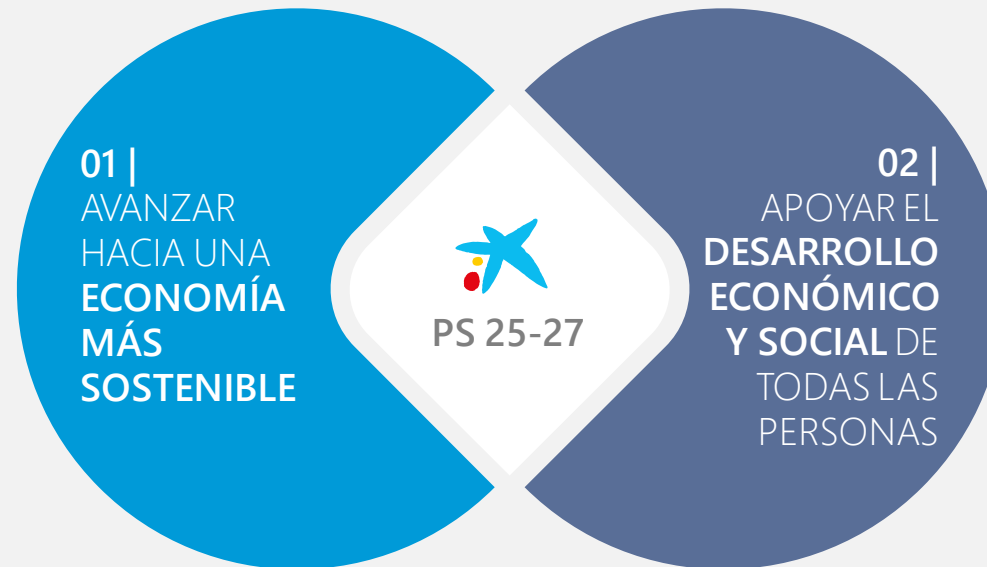 01 |
AVANZAR
HACIA UNA
ECONOMÍA
MÁS
SOSTENIBLE
PS 25-27
02 |
APOYAR EL
DESARROLLO
ECONÓMICO
Y SOCIAL DE
TODAS LAS
PERSONAS